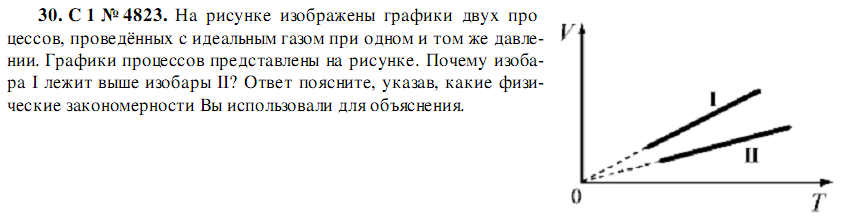 30. С 1 № 4823. На рисунке изображены графики двух про
цессов, проведённых с идеальным газом при одном и том же давле-
нии. Графики процессов представлены на рисунке. Почему изоба-
ра I лежит выше изобары II? Ответ поясните, указав, какие физи-
ческие закономерности Вы использовали для объяснения.
V
I
II
0
T